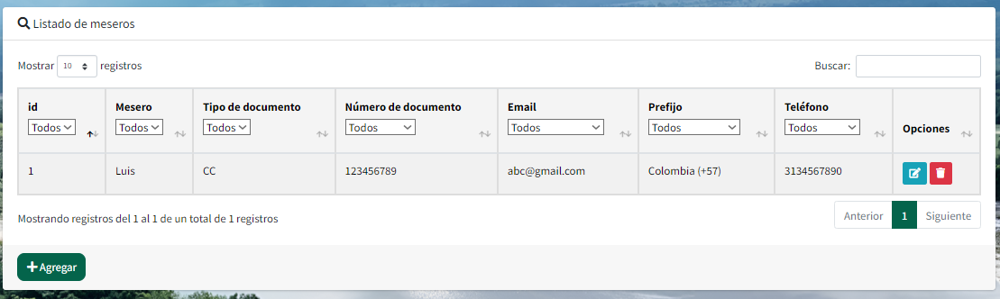 Listado de meseros
Mostrar 10 registros Buscar:
id Mesero Tipo de documento Número de documento Email Prefijo Teléfono
Todos Todos Todos Todos Todos Todos Todos Opciones
1 Luis CC 123456789 abc@gmail.com Colombia (+57) 3134567890
Mostrando registros del 1 al 1 de un total de 1 registros Anterior 1 Siguiente
Agregar